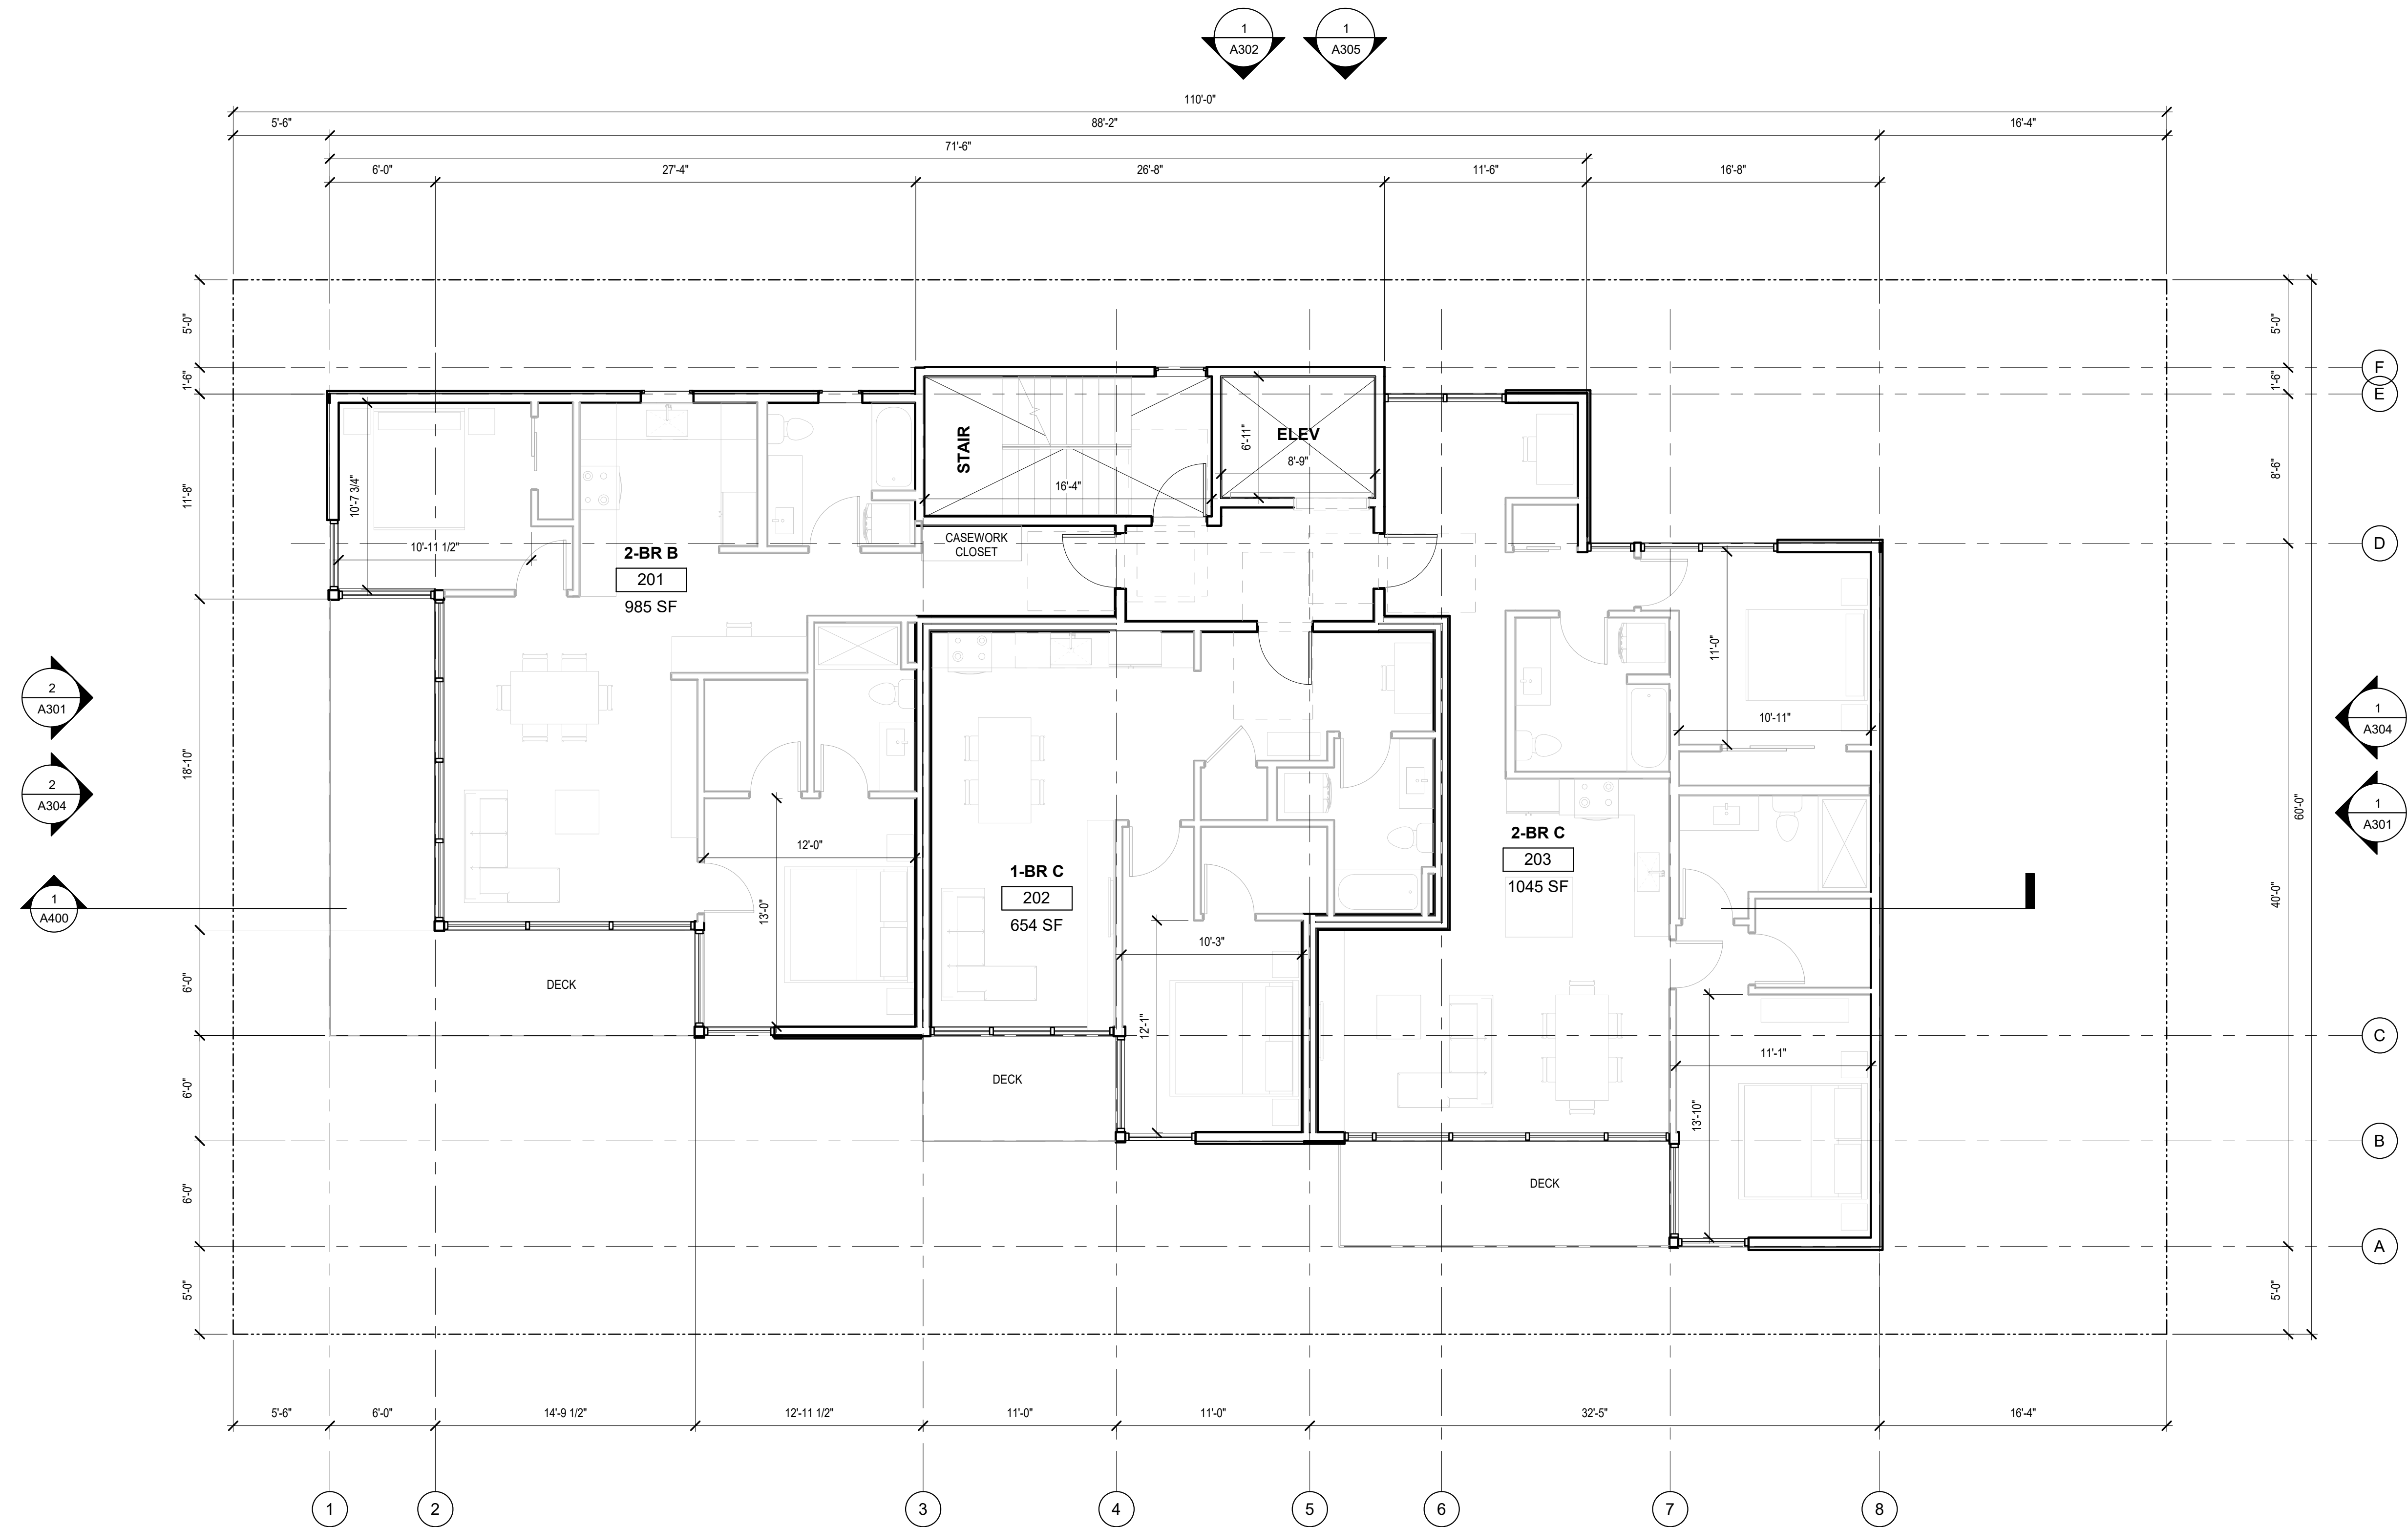 1
A302
1
A305
110'-0"
5'-6"
88'-2"
16'-4"
71'-6"
6'-0"
27'-4"
26'-8"
11'-6"
16'-8"
5'-0"
5'-0"
F
1'-6"
1'-6"
E
STAIR
6'-11"
ELEV
8'-9"
16'-4"
11'-8"
10'-7 3/4"
8'-6"
10'-11 1/2"
CASEWORK
CLOSET
D
2-BR B
201
985 SF
11'-0"
2
A301
10'-11"
1
A304
18'-10"
2
A304
60'-0"
1
A301
12'-0"
2-BR C
203
1045 SF
1-BR C
202
654 SF
1
A400
13'-0"
40'-0"
10'-3"
6'-0"
DECK
12'-1"
C
11'-1"
DECK
6'-0"
13'-10"
B
DECK
6'-0"
A
5'-0"
5'-0"
5'-6"
6'-0"
14'-9 1/2"
12'-11 1/2"
11'-0"
11'-0"
32'-5"
16'-4"
1
2
3
4
5
6
7
8